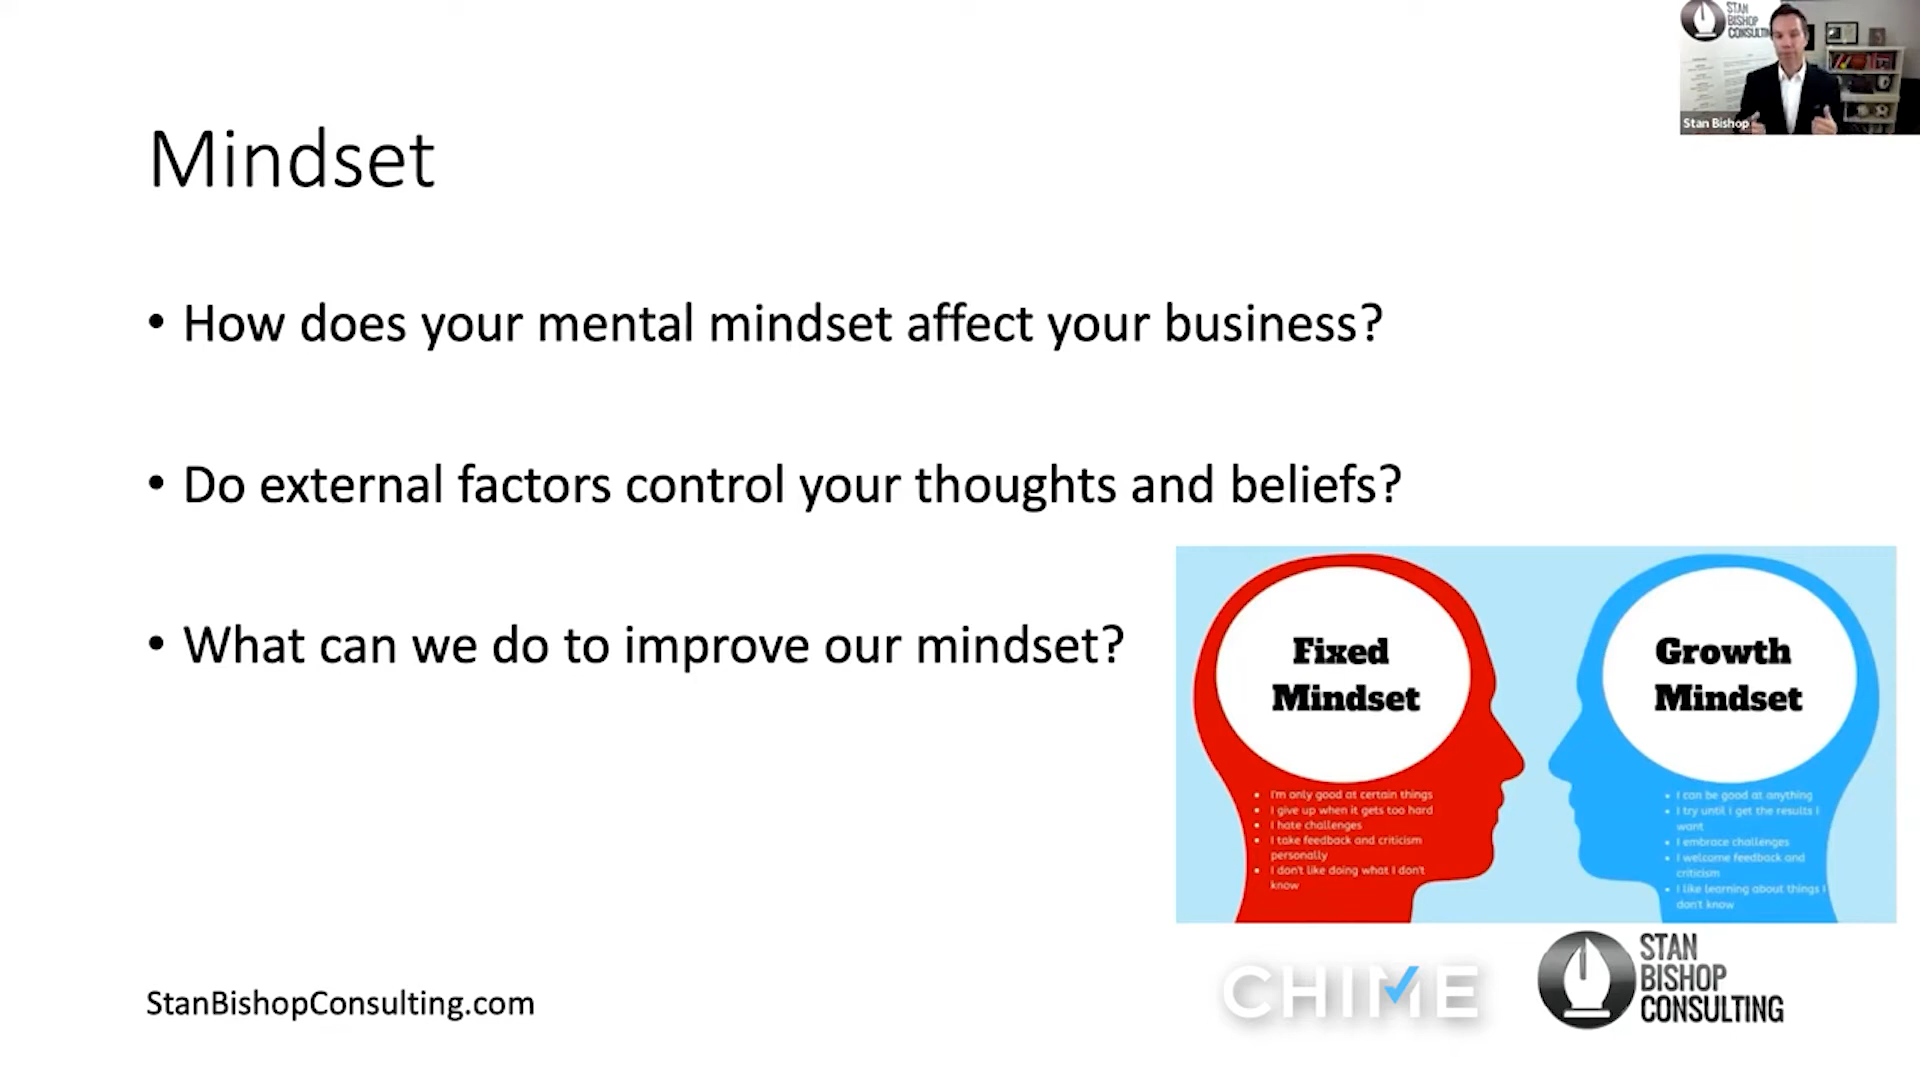 STAN
BISHOP
CONSULTIN
Stan Bishop
Mindset
• How does your mental mindset affect your business?
• Do external factors control your thoughts and beliefs?
• What can we do to improve our mindset?
Fixed
Mindset
• I'm only good at certain things
• I give up when it gets too hard
• I hate challenges
• I take feedback and criticism
personally
• I don't like doing what I don't
know
Growth
Mindset
• I can be good at anything
• I try until i get the results I
want
• I embrace challenges
• I welcome feedback and
criticism
• I like learning about things I
don't know
StanBishopConsulting.com
CHIME
STAN
BISHOP
CONSULTING